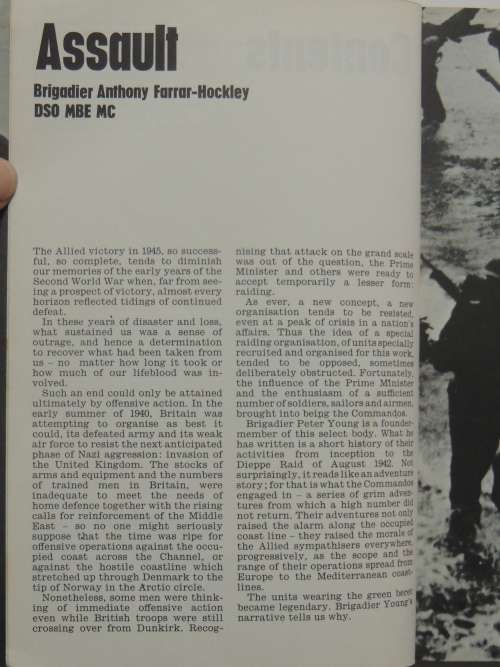 Assault
Brigadier Anthony Farrar-Hockley
DSO MBE MC
The Allied victory in 1945, so success-
ful, so complete, tends to diminish
our memories of the early years of the
Second World War when, far from see-
ing a prospect of victory, almost every
horizon reflected tidings of continued
defeat.
In these years of disaster and loss,
what sustained us was a sense of
outrage, and hence a determination
to recover what had been taken from
us – no matter how long it took or
how much of our lifeblood was in-
volved.
Such an end could only be attained
ultimately by offensive action. In the
early summer of 1940, Britain was
attempting to organise as best it
could, its defeated army and its weak
air force to resist the next anticipated
phase of Nazi aggression: invasion of
the United Kingdom. The stocks of
arms and equipment and the numbers
of trained men in Britain, were
inadequate to meet the needs of
home defence together with the rising
calls for reinforcement of the Middle
East – so no one might seriously
suppose that the time was ripe for
offensive operations against the occu-
pied coast across the Channel, or
against the hostile coastline which
stretched up through Denmark to the
tip of Norway in the Arctic circle.
Nonetheless, some men were think-
ing of immediate offensive action
even while British troops were still
crossing over from Dunkirk. Recog-
nising that attack on the grand scale
was out of the question, the Prime
Minister and others were ready to
accept temporarily a lesser form:
raiding.
As ever, a new concept, a new
organisation tends to be resisted,
even at a peak of crisis in a nation's
affairs. Thus the idea of a special
raiding organisation, of units specially
recruited and organised for this work,
tended to be opposed, sometimes
deliberately obstructed. Fortunately,
the influence of the Prime Minister
and the enthusiasm of a sufficient
number of soldiers, sailors and airmen,
brought into being the Commandos.
Brigadier Peter Young is a founder-
member of this select body. What he
has written is a short history of their
activities from inception to the
Dieppe Raid of August 1942. Not
surprisingly, it reads like an adventure
story; for that is what the Commandos
engaged in – a series of grim adven-
tures from which a high number did
not return. Their adventures not only
raised the alarm along the occupied
coast line – they raised the morals of
the Allied sympathisers everywhere,
progressively, as the scope and the
range of their operations spread from
Europe to the Mediterranean coast-
lines.
The units wearing the green beret
became legendary. Brigadier Young's
narrative tells us why.